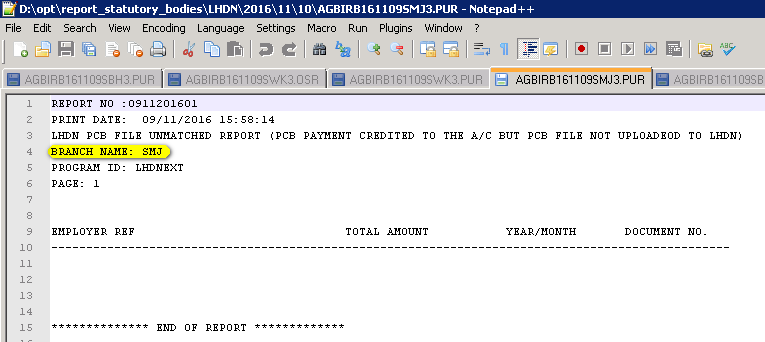 D:\opt\report_statutory_bodies\LHDN\2016\11\10\AGBIRB161109SMJ3.PUR - Notepad++
File Edit Search View Encoding Language Settings Macro Run Plugins Window ?
AGBIRB161109SBH3.PUR AGBIRB161109SWK3.OSR AGBIRB161109SWK3.PUR AGBIRB161109SMJ3.PUR AGBIRB161109SB
1 REPORT NO :0911201601
2 PRINT DATE: 09/11/2016 15:58:14
3 LHDN PCB FILE UNMATCHED REPORT (PCB PAYMENT CREDITED TO THE A/C BUT PCB FILE NOT UPLOADEOD TO LHDN)
4 BRANCH NAME: SMJ
5 PROGRAM ID: LHDNEXT
6 PAGE: 1
7
8
9 EMPLOYER REF TOTAL AMOUNT YEAR/MONTH DOCUMENT NO.
10 -----------------------------------------------------------------------------------
11
12
13
14
15 ************** END OF REPORT *************
16